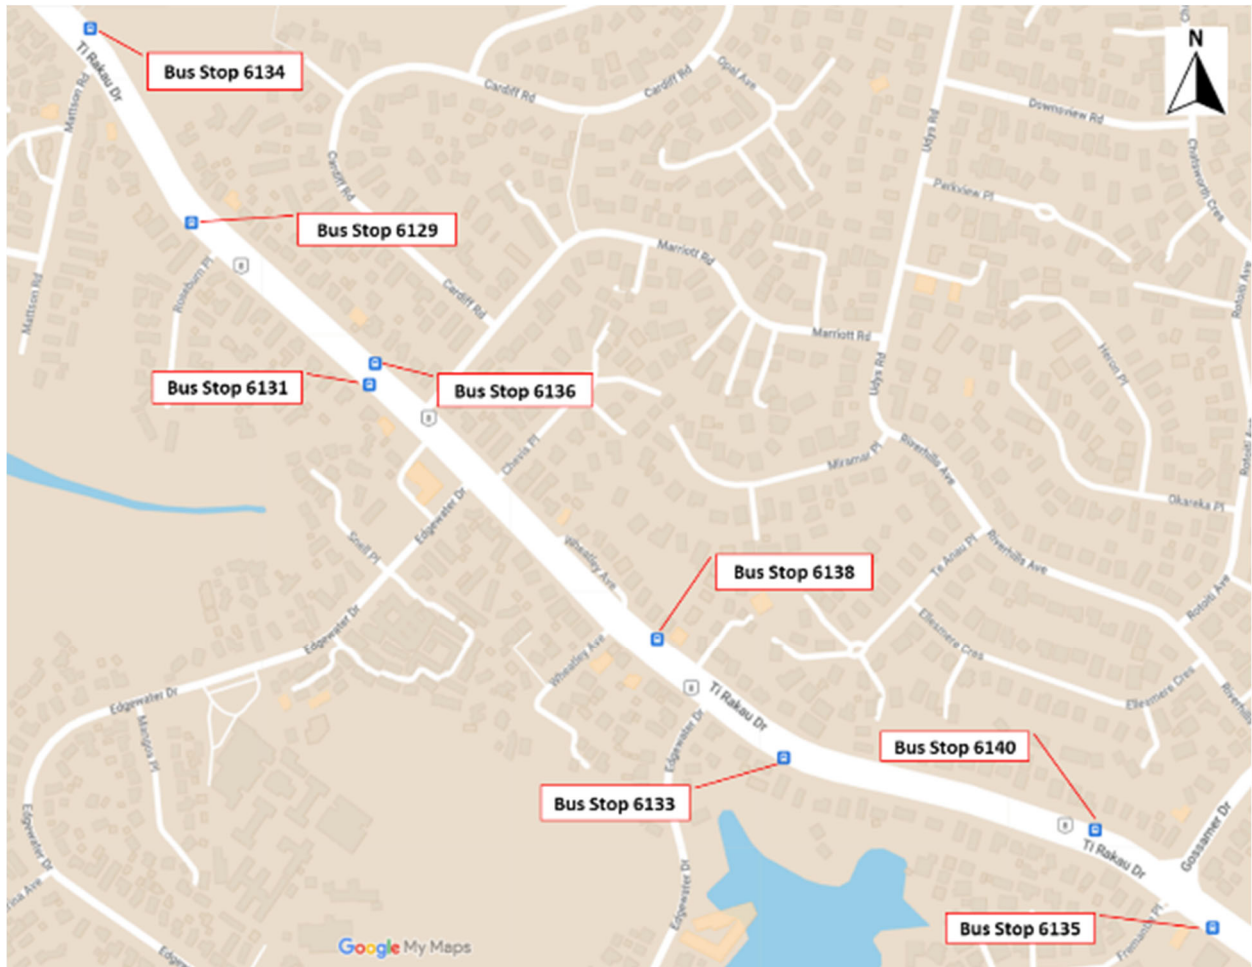 Bus Stop 6134
Ti Rakau Dr
Mattson Rd
Cardiff Rd
Cardiff Rd
Opal Ave
Udys Rd
Downsview Rd
N
Chatsworth Cres
Cardiff Rd
Parkview Pl
Bus Stop 6129
Marriott Rd
Roseburn Pl
Mattson Rd
Cardiff Rd
Rotoiti Ave
8
Marriott Rd
Udys Rd
Heron Pl
Bus Stop 6131
Bus Stop 6136
8
Chevis Pl
Miramar Pl
Riverhills Ave
Okareka Pl
Edgewater Dr
Snell Pl
Wheatley Ave
Te Anau Pl
Riverhills Ave
Bus Stop 6138
Rotoiti Ave
Edgewater Dr
Wheatley Ave
Ellesmere Cres
Ellesmere Cres
Edgewater Dr
8
Ti Rakau Dr
Mangos Pl
Edgewater Dr
Bus Stop 6140
Bus Stop 6133
8
Ti Rakau Dr
Gossamer Dr
Edgewater Dr
Edgewater Dr
Bus Stop 6135
Fremantle Pl
Google My Maps